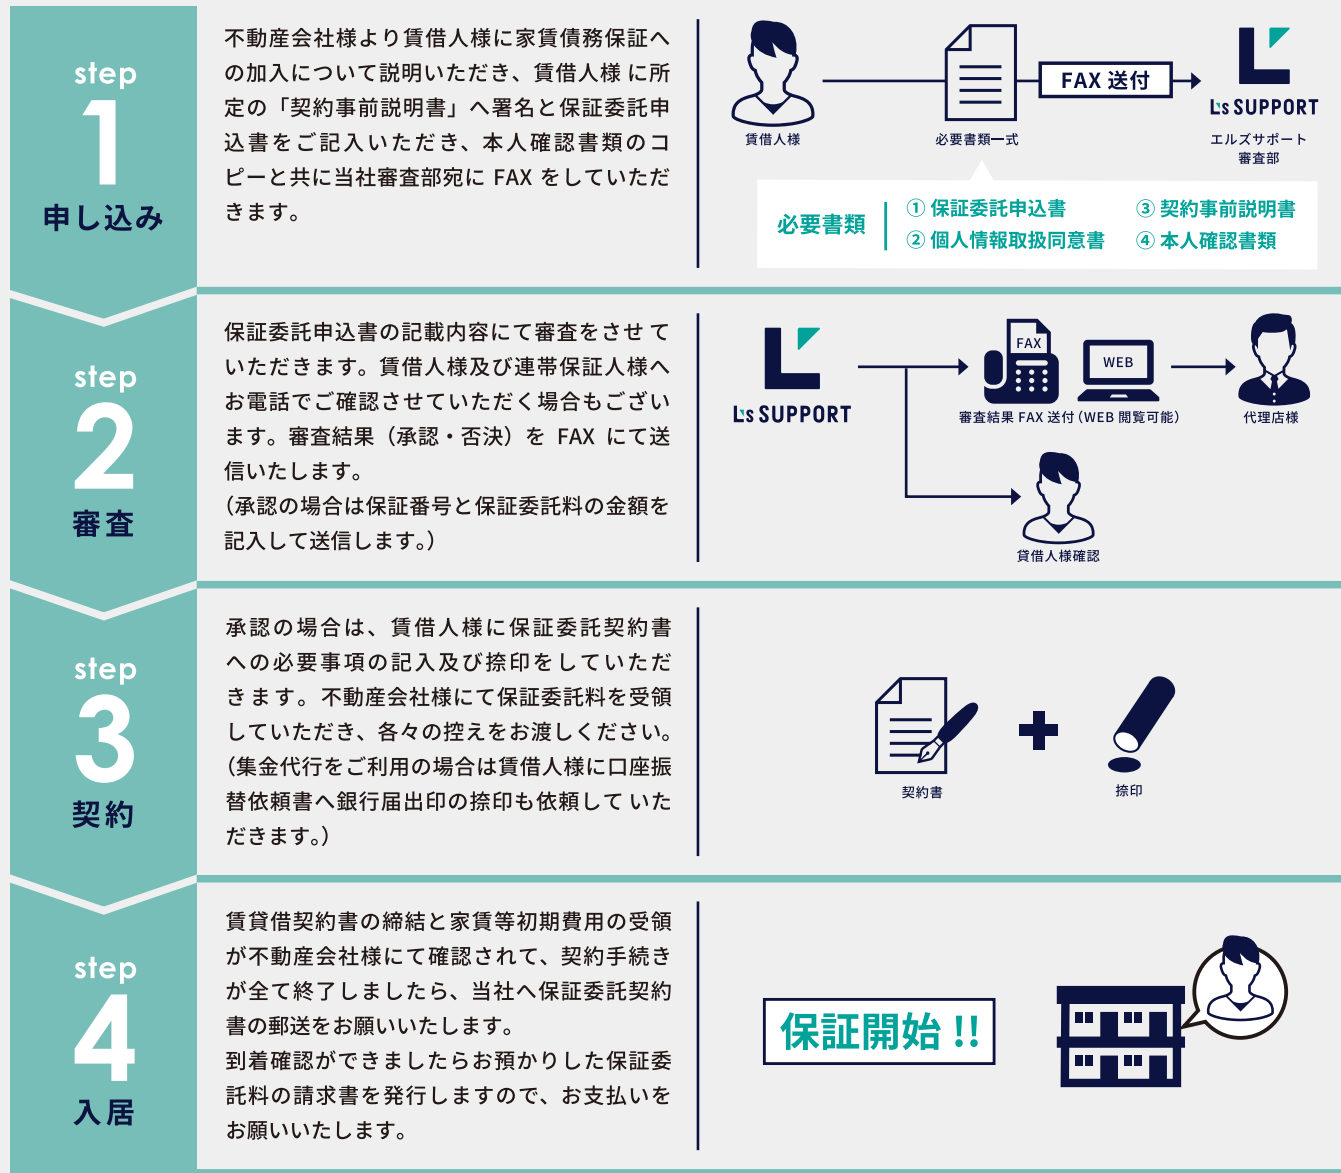 step
1
申し込み
不動産会社様より賃借人様に家賃債務保証へ
の加入について説明いただき、賃借人様 に所
定の「契約事前説明書」へ署名と保証委託申
込書をご記入いただき、本人確認書類のコ
ピーと共に当社審査部宛に FAX をしていただ
きます。
FAX 送付
L's SUPPORT
賃借人様
必要書類一式
エルズサポート
審査部
必要書類
① 保証委託申込書
③ 契約事前説明書
② 個人情報取扱同意書
④ 本人確認書類
step
2
審査
保証委託申込書の記載内容にて審査をさせ て
いただきます。賃借人様及び連帯保証人様へ
お電話でご確認させていただく場合もござい
ます。審査結果（承認・否決）を FAX にて送
信いたします。
（承認の場合は保証番号と保証委託料の金額を
記入して送信します。）
L's SUPPORT
FAX
WEB
審査結果 FAX 送付（WEB 閲覧可能）
代理店様
貸借人様確認
step
3
契約
承認の場合は、賃借人様に保証委託契約書
への必要事項の記入及び捺印をしていただ
きます。不動産会社様にて保証委託料を受領
していただき、各々の控えをお渡しください。
（集金代行をご利用の場合は賃借人様に口座振
替依頼書へ銀行届出印の捺印も依頼して いた
だきます。）
契約書
捺印
step
4
入居
賃貸借契約書の締結と家賃等初期費用の受領
が不動産会社様にて確認されて、契約手続き
が全て終了しましたら、当社へ保証委託契約
書の郵送をお願いいたします。
到着確認ができましたらお預かりした保証委
託料の請求書を発行しますので、お支払いを
お願いいたします。
保証開始 !!